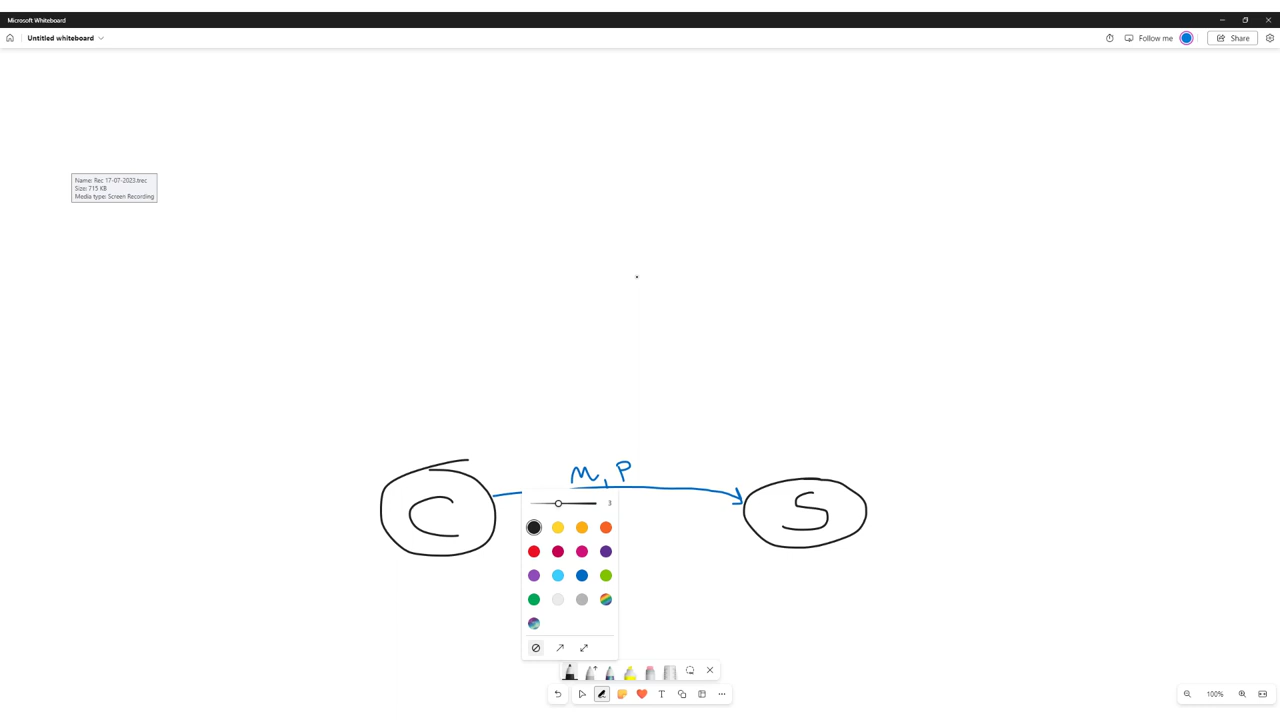 Microsoft Whiteboard
Untitled whiteboard
Follow me
Share
Name: Rec 17-07-2023.trec
Size: 715 KB
Media type: Screen Recording
M, P
C
S
3
T
100%